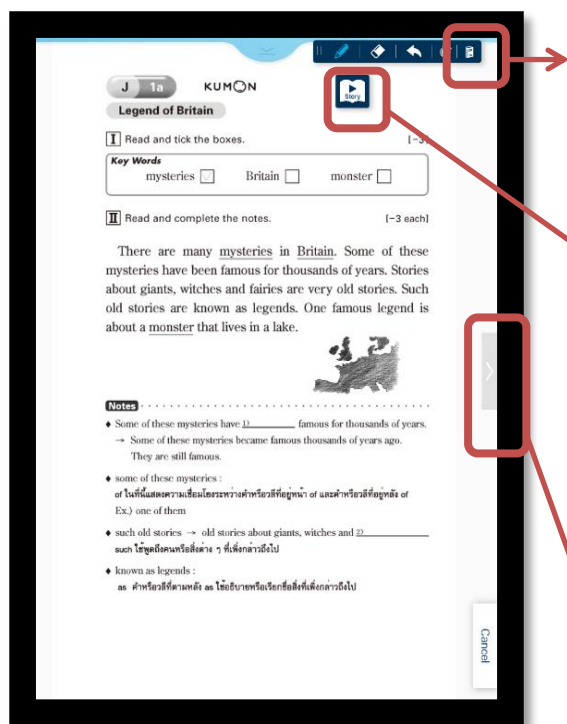 J 1a KUMON
Story
Legend of Britain
I Read and tick the boxes. [-3]
Key Words
mysteries Britain monster
II Read and complete the notes. [-3 each]
There are many mysteries in Britain. Some of these
mysteries have been famous for thousands of years. Stories
about giants, witches and fairies are very old stories. Such
old stories are known as legends. One famous legend is
about a monster that lives in a lake.
Notes
♦ Some of these mysteries have 1)________ famous for thousands of years.
→ Some of these mysteries became famous thousands of years ago.
They are still famous.
♦ some of these mysteries :
of ในที่นี้แสดงความเชื่อมโยงระหว่างคำหรือวลีที่อยู่หน้า of และคำหรือวลีที่อยู่หลัง of
Ex.) one of them
♦ such old stories → old stories about giants, witches and 2)________
such ใช้พูดถึงคนหรือสิ่งต่าง ๆ ที่เพิ่งกล่าวถึงไป
♦ known as legends :
as คำหรือวลีที่ตามหลัง as ใช้อธิบายหรือเรียกชื่อสิ่งที่เพิ่งกล่าวถึงไป
Cancel